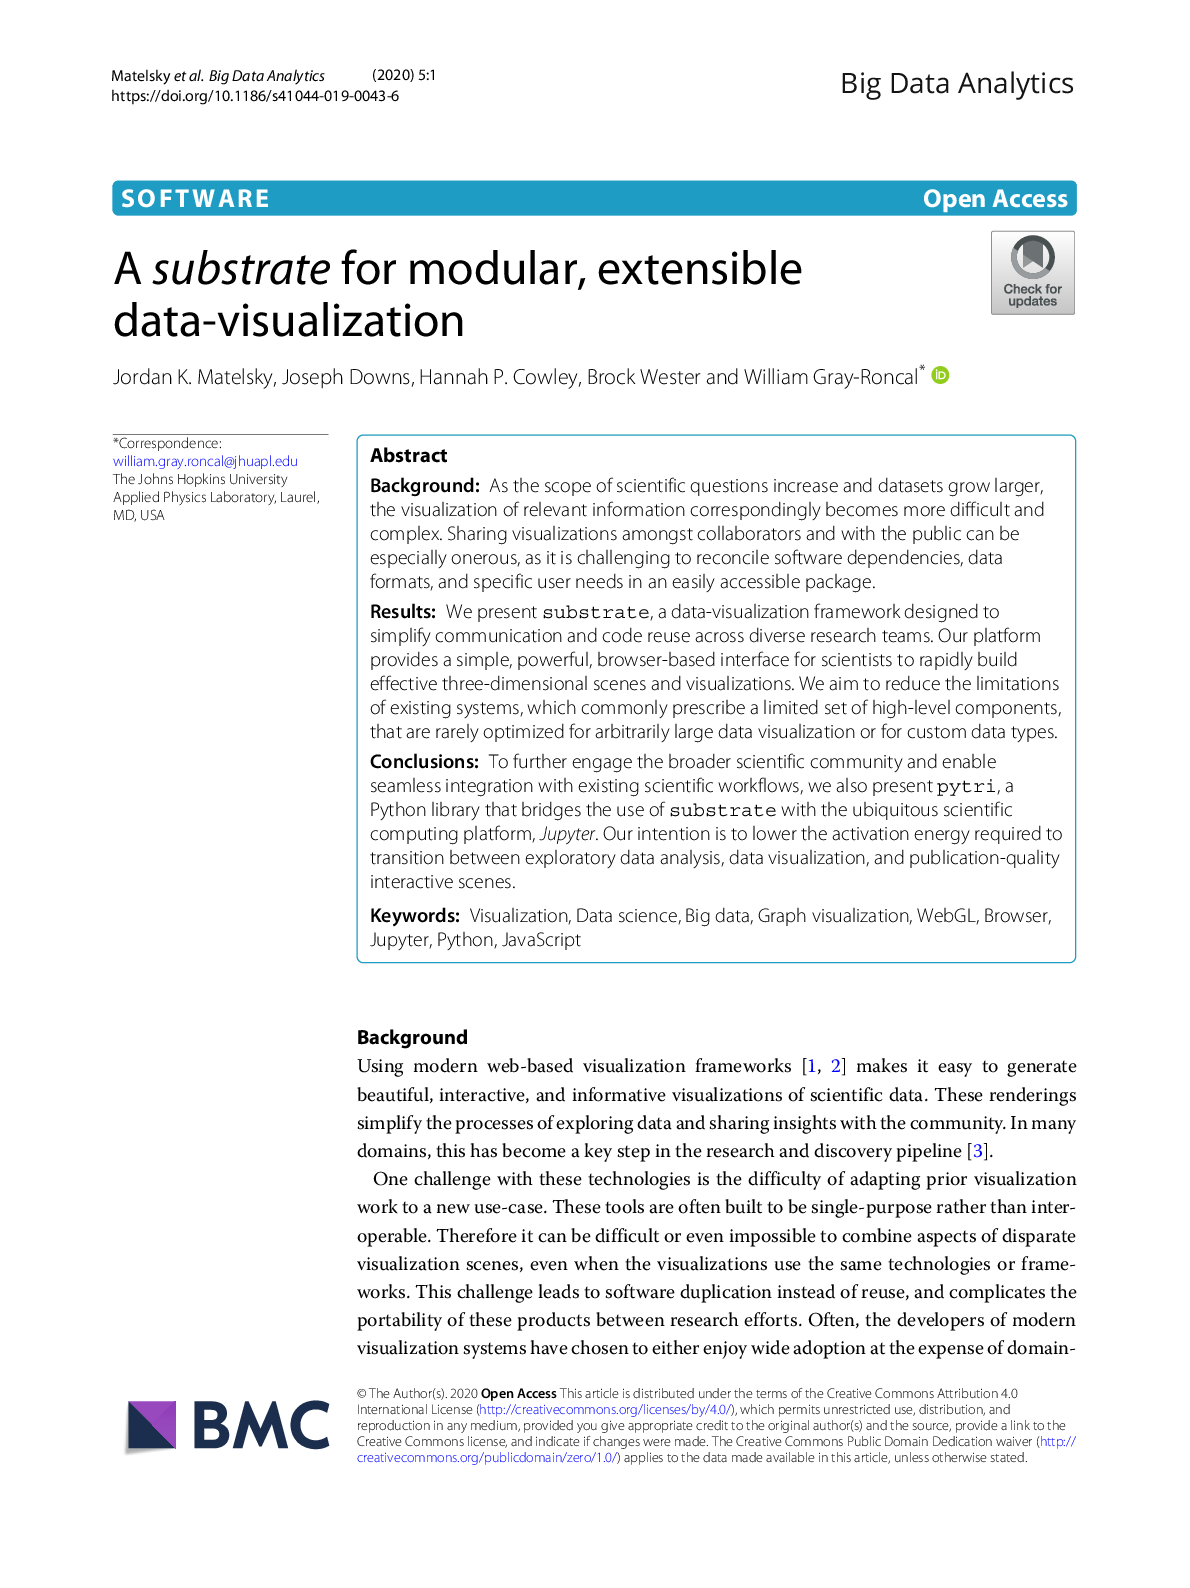 Matelsky et al. Big Data Analytics (2020) 5:1
https://doi.org/10.1186/s41044-019-0043-6
Big Data Analytics
SOFTWARE Open Access
A substrate for modular, extensible
data-visualization
Check for
updates
Jordan K. Matelsky, Joseph Downs, Hannah P. Cowley, Brock Wester and William Gray-Roncal*
*Correspondence:
william.gray.roncal@jhuapl.edu
The Johns Hopkins University
Applied Physics Laboratory, Laurel,
MD, USA
Abstract
Background: As the scope of scientific questions increase and datasets grow larger,
the visualization of relevant information correspondingly becomes more difficult and
complex. Sharing visualizations amongst collaborators and with the public can be
especially onerous, as it is challenging to reconcile software dependencies, data
formats, and specific user needs in an easily accessible package.
Results: We present substrate, a data-visualization framework designed to
simplify communication and code reuse across diverse research teams. Our platform
provides a simple, powerful, browser-based interface for scientists to rapidly build
effective three-dimensional scenes and visualizations. We aim to reduce the limitations
of existing systems, which commonly prescribe a limited set of high-level components,
that are rarely optimized for arbitrarily large data visualization or for custom data types.
Conclusions: To further engage the broader scientific community and enable
seamless integration with existing scientific workflows, we also present pytri, a
Python library that bridges the use of substrate with the ubiquitous scientific
computing platform, Jupyter. Our intention is to lower the activation energy required to
transition between exploratory data analysis, data visualization, and publication-quality
interactive scenes.
Keywords: Visualization, Data science, Big data, Graph visualization, WebGL, Browser,
Jupyter, Python, JavaScript
Background
Using modern web-based visualization frameworks [1, 2] makes it easy to generate
beautiful, interactive, and informative visualizations of scientific data. These renderings
simplify the processes of exploring data and sharing insights with the community. In many
domains, this has become a key step in the research and discovery pipeline [3].
One challenge with these technologies is the difficulty of adapting prior visualization
work to a new use-case. These tools are often built to be single-purpose rather than inter-
operable. Therefore it can be difficult or even impossible to combine aspects of disparate
visualization scenes, even when the visualizations use the same technologies or frame-
works. This challenge leads to software duplication instead of reuse, and complicates the
portability of these products between research efforts. Often, the developers of modern
visualization systems have chosen to either enjoy wide adoption at the expense of domain-
BMC
© The Author(s). 2020 Open Access This article is distributed under the terms of the Creative Commons Attribution 4.0
International License (http://creativecommons.org/licenses/by/4.0/), which permits unrestricted use, distribution, and
reproduction in any medium, provided you give appropriate credit to the original author(s) and the source, provide a link to the
Creative Commons license, and indicate if changes were made. The Creative Commons Public Domain Dedication waiver (http://
creativecommons.org/publicdomain/zero/1.0/) applies to the data made available in this article, unless otherwise stated.